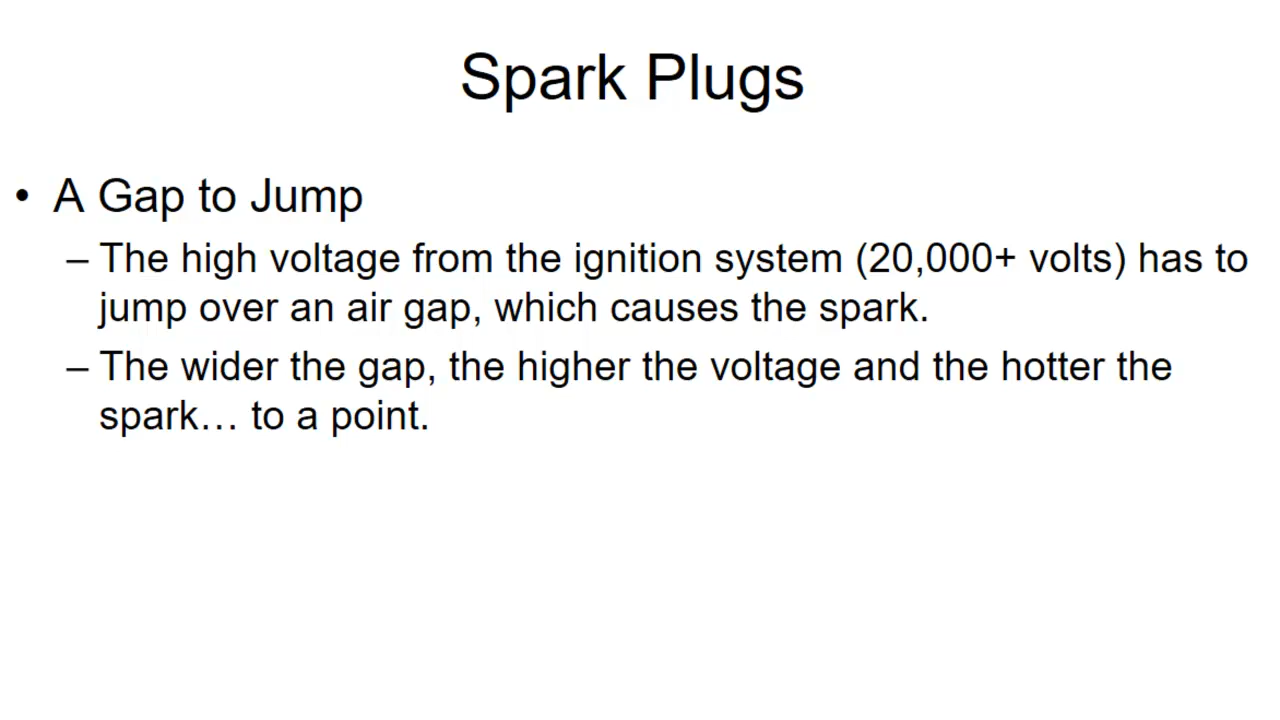 Spark Plugs
• A Gap to Jump
– The high voltage from the ignition system (20,000+ volts) has to
jump over an air gap, which causes the spark.
– The wider the gap, the higher the voltage and the hotter the
spark… to a point.